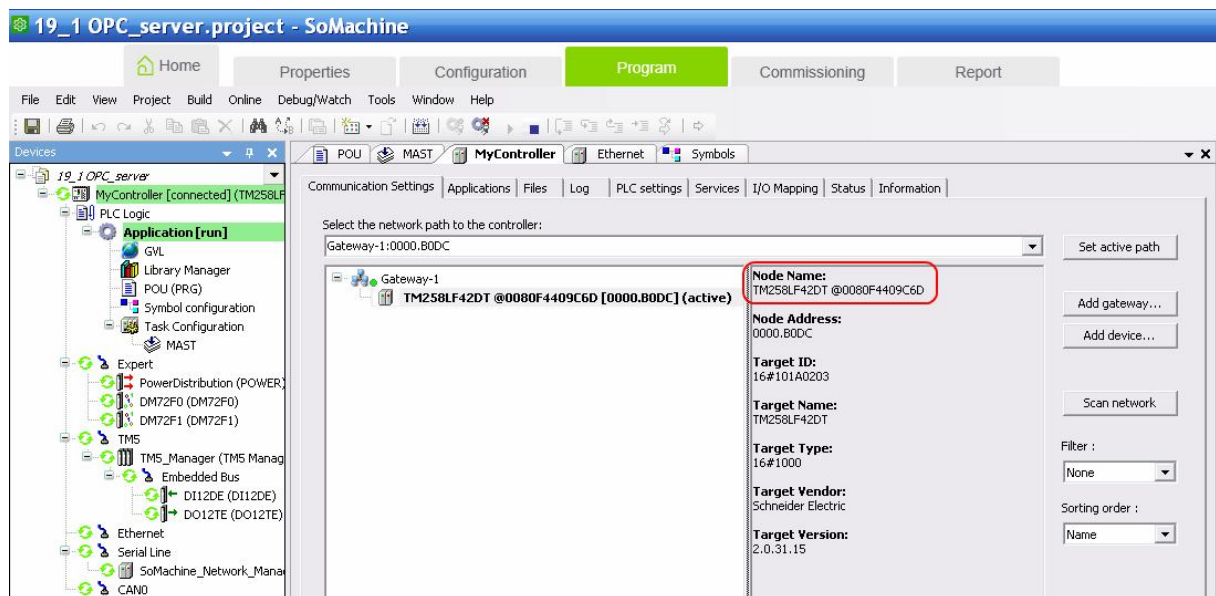 19_1 OPC_server.project - SoMachine
Home
Properties
Configuration
Program
Commissioning
Report
File Edit View Project Build Online Debug/Watch Tools Window Help
Devices
POU
MAST
MyController
Ethernet
Symbols
19_1 OPC_server
MyController [connected] (TM258LF
PLC Logic
Application [run]
GVL
Library Manager
POU (PRG)
Symbol configuration
Task Configuration
MAST
Expert
PowerDistribution (POWER)
DM72F0 (DM72F0)
DM72F1 (DM72F1)
TM5
TM5_Manager (TM5 Manag
Embedded Bus
DI12DE (DI12DE)
DO12TE (DO12TE)
Ethernet
Serial Line
SoMachine_Network_Mana
CAN0
Communication Settings
Applications
Files
Log
PLC settings
Services
I/O Mapping
Status
Information
Select the network path to the controller:
Gateway-1:0000.B0DC
Set active path
Gateway-1
TM258LF42DT @0080F4409C6D [0000.B0DC] (active)
Node Name:
TM258LF42DT @0080F4409C6D
Node Address:
0000.B0DC
Target ID:
16#101A0203
Target Name:
TM258LF42DT
Target Type:
16#1000
Target Vendor:
Schneider Electric
Target Version:
2.0.31.15
Add gateway...
Add device...
Scan network
Filter :
None
Sorting order :
Name